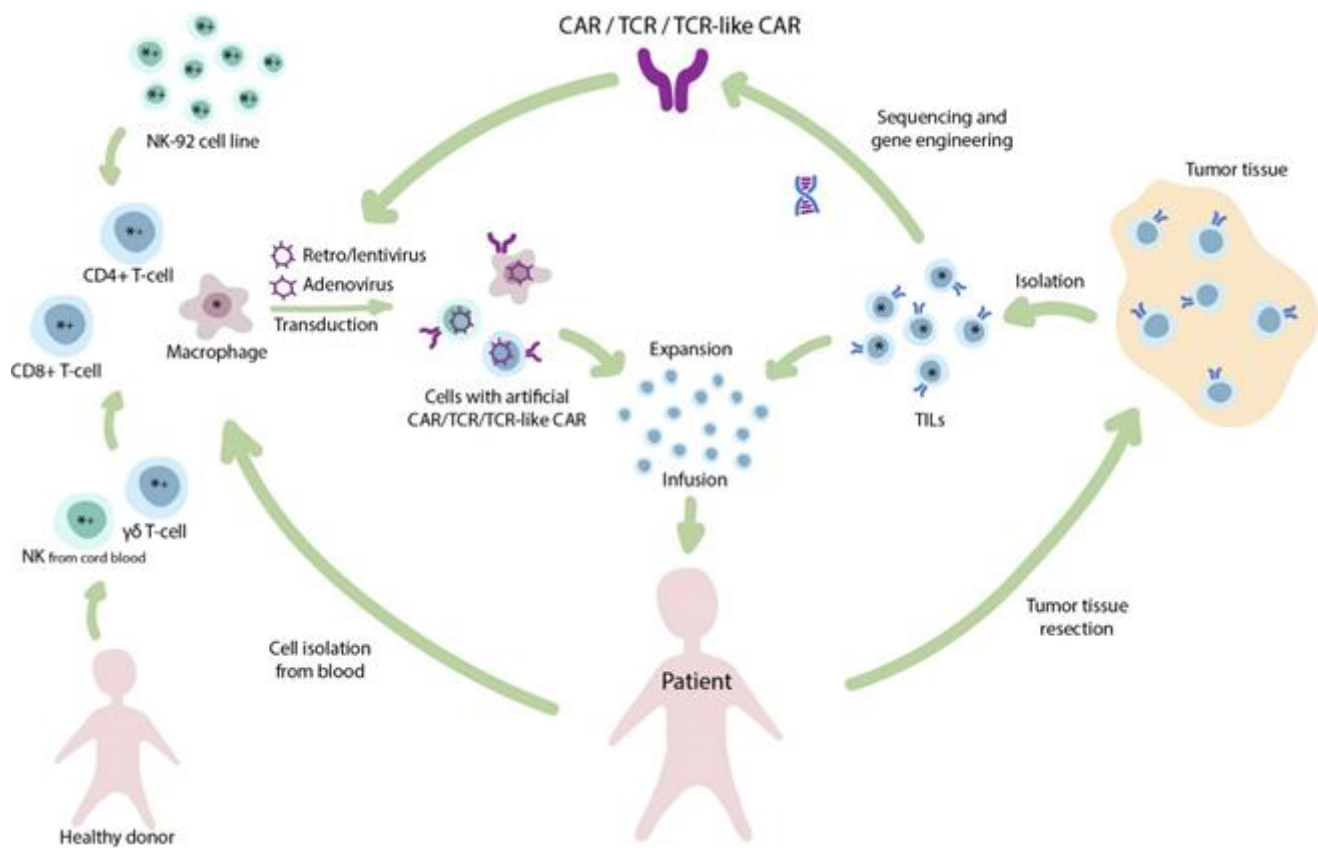 CAR / TCR / TCR-like CAR
NK-92 cell line
Sequencing and
gene engineering
Tumor tissue
CD4+ T-cell
Retro/lentivirus
Adenovirus
Transduction
Isolation
Macrophage
CD8+ T-cell
Expansion
Cells with artificial
CAR/TCR/TCR-like CAR
TILs
Infusion
γδ T-cell
NK from cord blood
Cell isolation
from blood
Tumor tissue
resection
Patient
Healthy donor